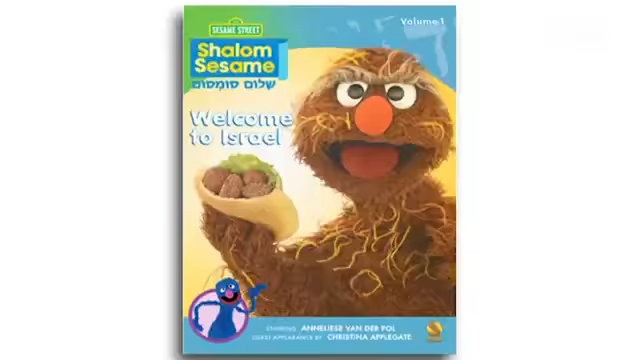 Volume 1
SESAME STREET
Shalom
Sesame
שלום סומסום
Welcome
to Israel
STARRING ANNELIESE VAN DER POL
GUEST APPEARANCE BY CHRISTINA APPLEGATE